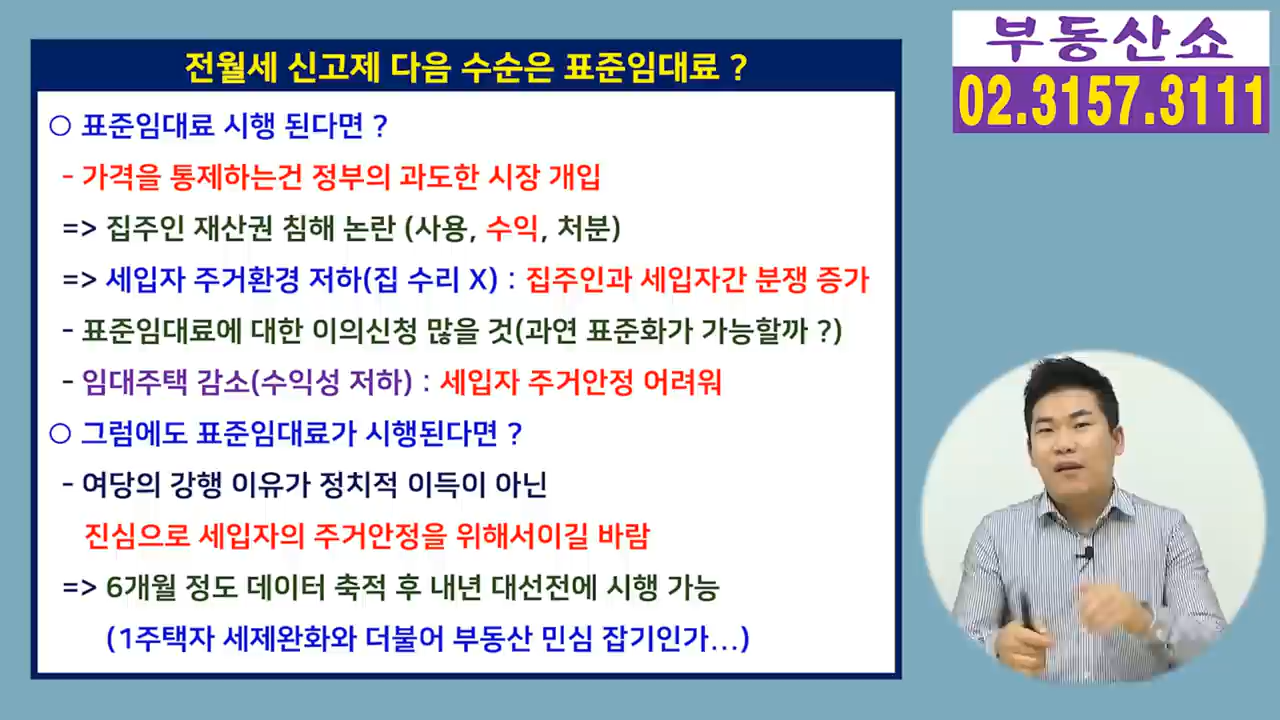 전월세 신고제 다음 수순은 표준임대료 ?
부동산쇼
02.3157.3111
○ 표준임대료 시행 된다면 ?
- 가격을 통제하는건 정부의 과도한 시장 개입
=> 집주인 재산권 침해 논란 (사용, 수익, 처분)
=> 세입자 주거환경 저하(집 수리 X) : 집주인과 세입자간 분쟁 증가
- 표준임대료에 대한 이의신청 많을 것(과연 표준화가 가능할까 ?)
- 임대주택 감소(수익성 저하) : 세입자 주거안정 어려워
○ 그럼에도 표준임대료가 시행된다면 ?
- 여당의 강행 이유가 정치적 이득이 아닌
진심으로 세입자의 주거안정을 위해서이길 바람
=> 6개월 정도 데이터 축적 후 내년 대선전에 시행 가능
(1주택자 세제완화와 더불어 부동산 민심 잡기인가...)